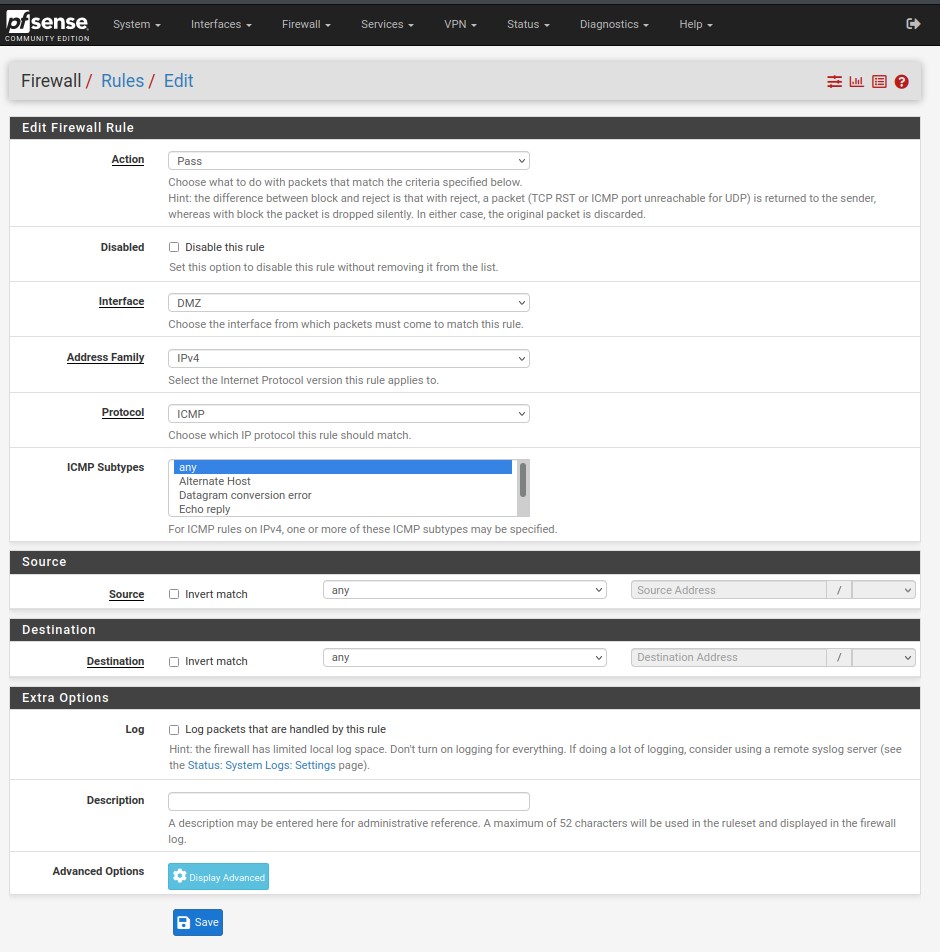 pfsense
COMMUNITY EDITION
System
Interfaces
Firewall
Services
VPN
Status
Diagnostics
Help
Firewall / Rules / Edit
Edit Firewall Rule
Action
Pass
Choose what to do with packets that match the criteria specified below.
Hint: the difference between block and reject is that with reject, a packet (TCP RST or ICMP port unreachable for UDP) is returned to the sender,
whereas with block the packet is dropped silently. In either case, the original packet is discarded.
Disabled
Disable this rule
Set this option to disable this rule without removing it from the list.
Interface
DMZ
Choose the interface from which packets must come to match this rule.
Address Family
IPv4
Select the Internet Protocol version this rule applies to.
Protocol
ICMP
Choose which IP protocol this rule should match.
ICMP Subtypes
any
Alternate Host
Datagram conversion error
Echo reply
For ICMP rules on IPv4, one or more of these ICMP subtypes may be specified.
Source
Source
Invert match
any
Source Address
/
Destination
Destination
Invert match
any
Destination Address
/
Extra Options
Log
Log packets that are handled by this rule
Hint: the firewall has limited local log space. Don't turn on logging for everything. If doing a lot of logging, consider using a remote syslog server (see
the Status: System Logs: Settings page).
Description
A description may be entered here for administrative reference. A maximum of 52 characters will be used in the ruleset and displayed in the firewall
log.
Advanced Options
Display Advanced
Save